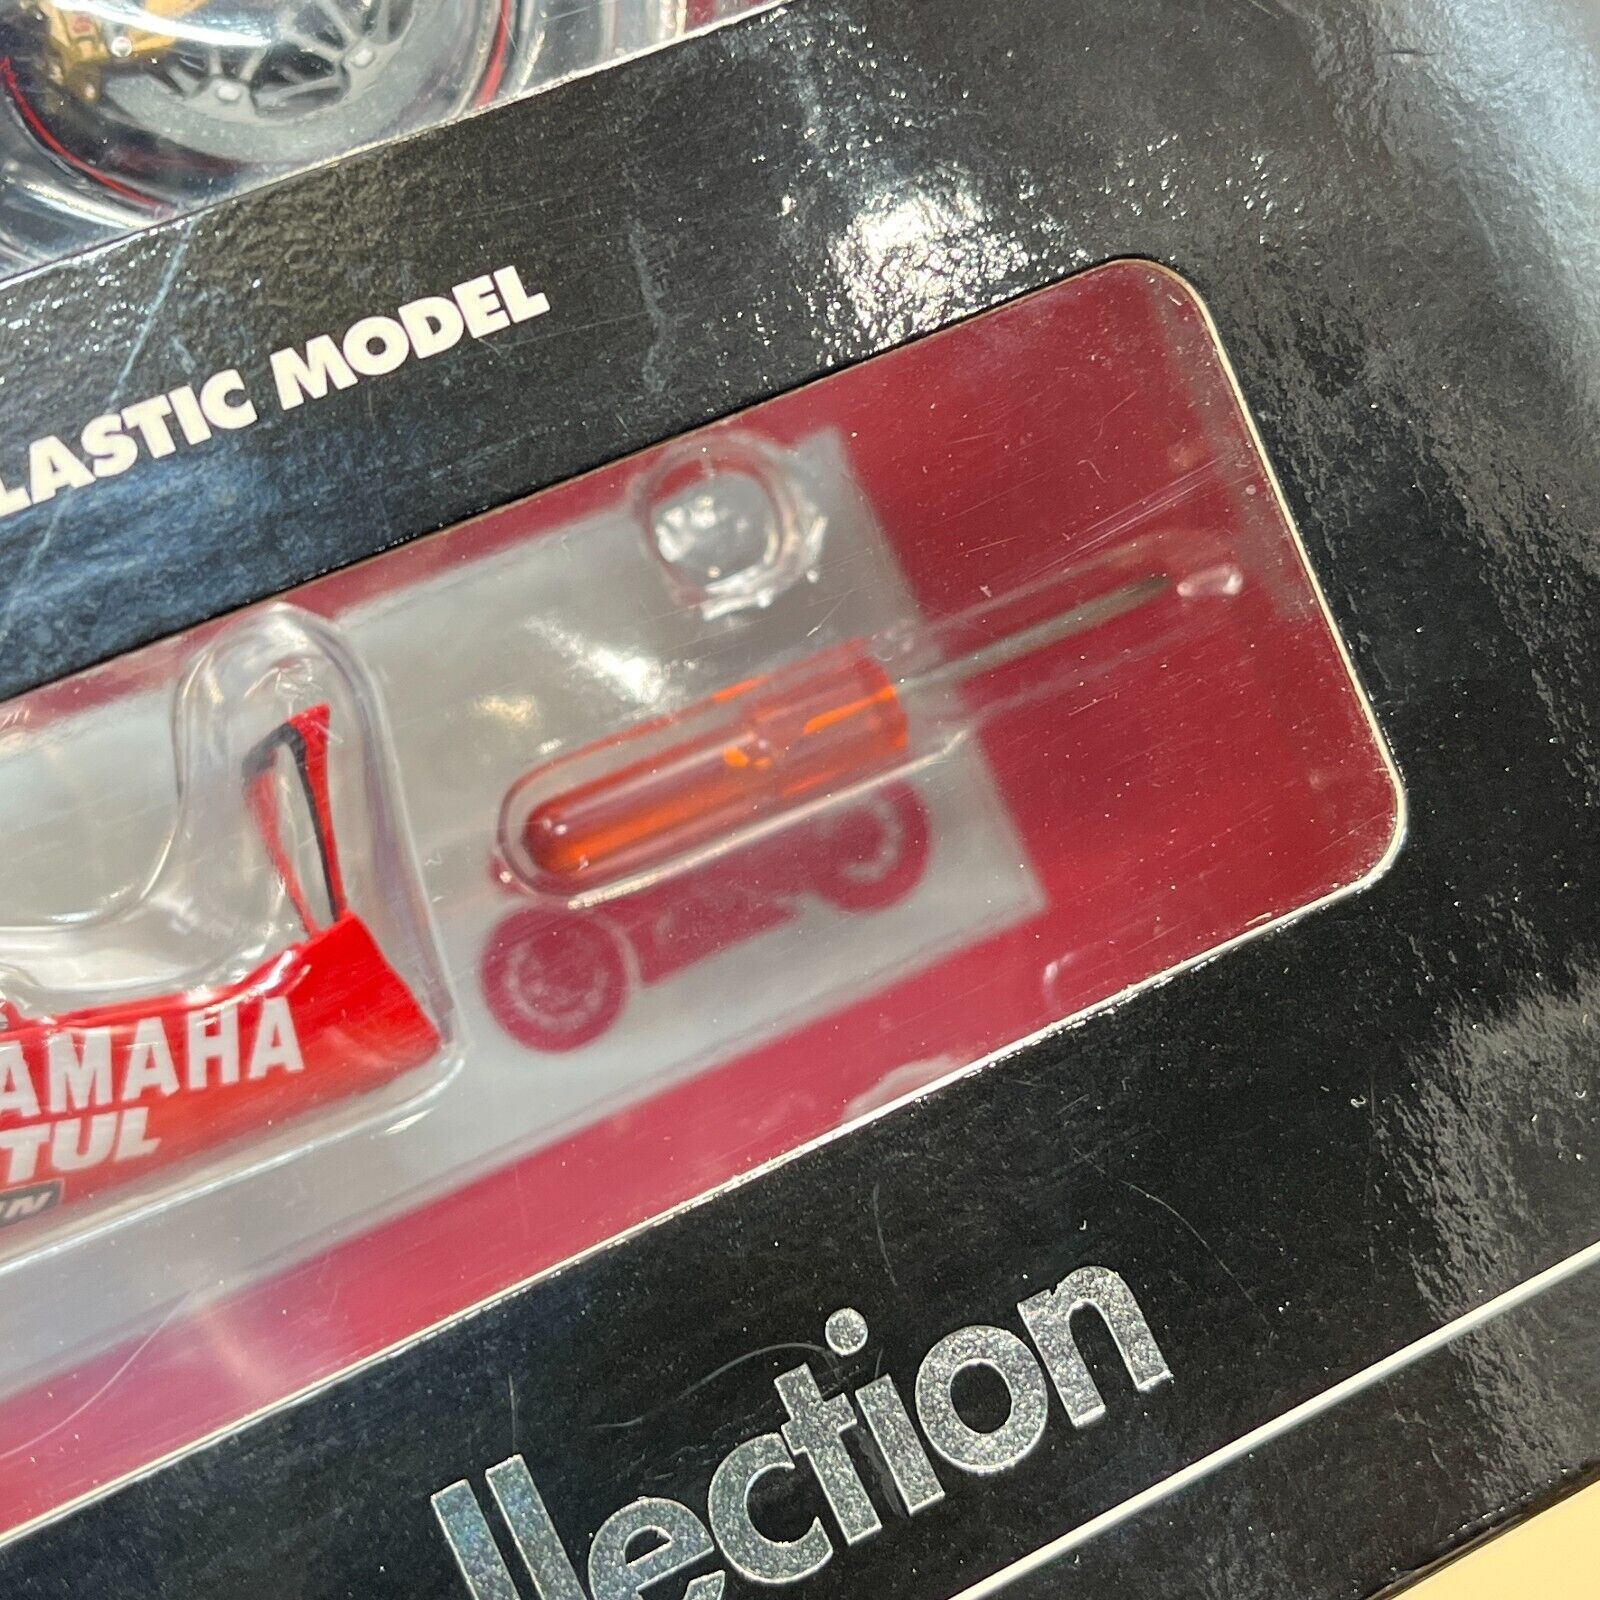 LASTIC MODEL
AMAHA
TUL
llection